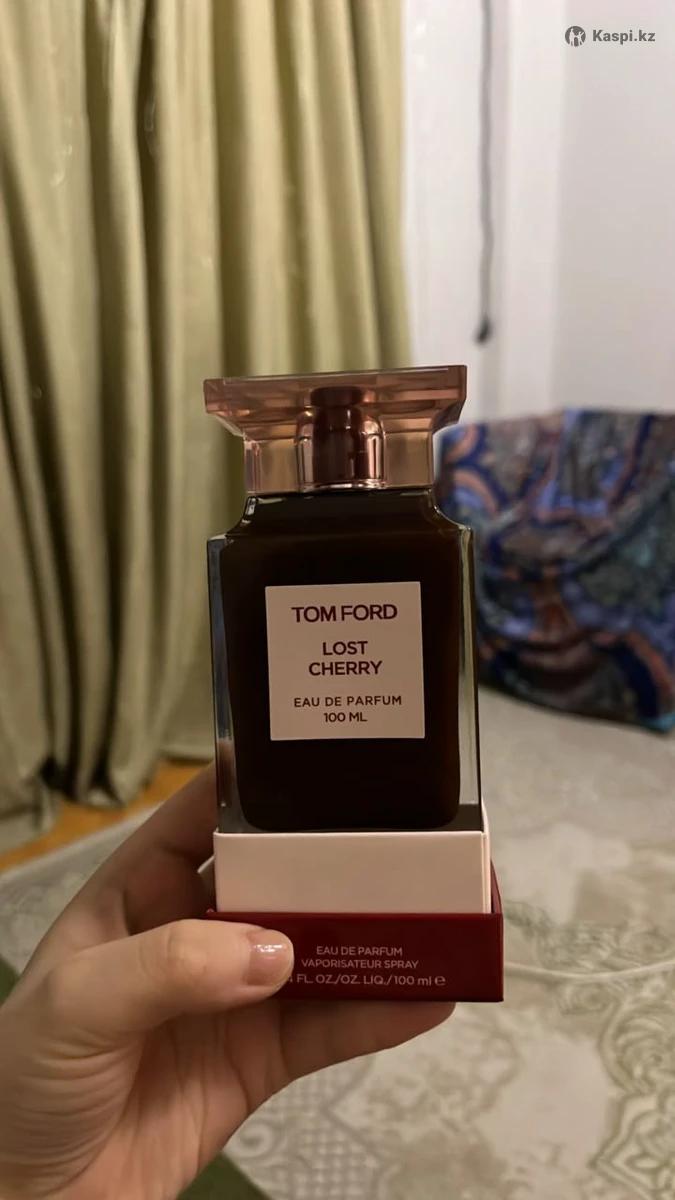 Kaspi.kz
TOM FORD
LOST
CHERRY
EAU DE PARFUM
100 ML
EAU DE PARFUM
VAPORISATEUR SPRAY
FL. OZ./OZ. LIQ./100 ml e